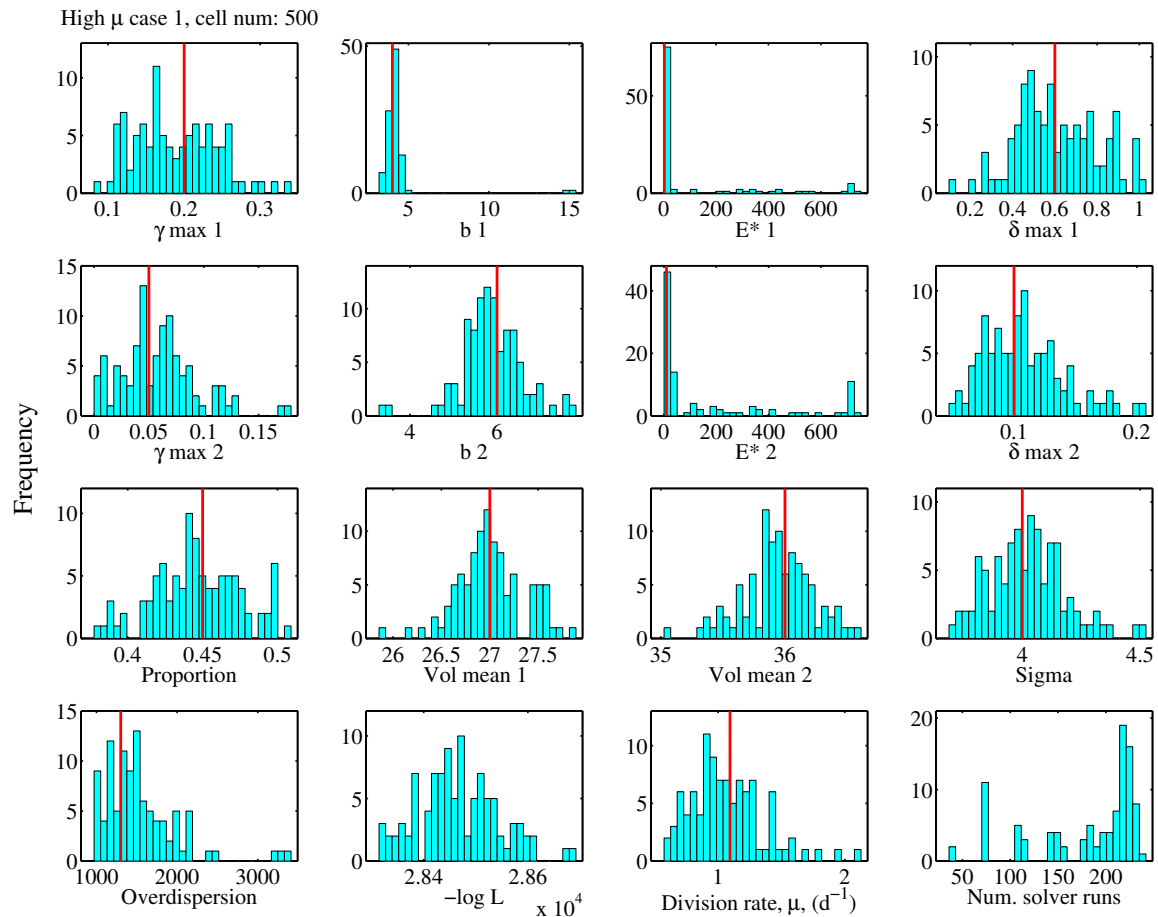 High μ case 1, cell num: 500
Frequency
10
5
0
0.1 0.2 0.3
γ max 1
50
0
5 10 15
b 1
50
0
0 200 400 600
E* 1
10
5
0
0.2 0.4 0.6 0.8 1
δ max 1
15
10
5
0
0 0.05 0.1 0.15
γ max 2
10
5
0
4 6
b 2
40
20
0
0 200 400 600
E* 2
10
5
0
0.1 0.2
δ max 2
10
5
0
0.4 0.45 0.5
Proportion
10
5
0
26 26.5 27 27.5
Vol mean 1
10
5
0
35 36
Vol mean 2
10
5
0
4 4.5
Sigma
15
10
5
0
1000 2000 3000
Overdispersion
10
5
0
2.84 2.86
−log L
x 10⁴
10
5
0
1 2
Division rate, μ, (d⁻¹)
20
10
0
50 100 150 200
Num. solver runs